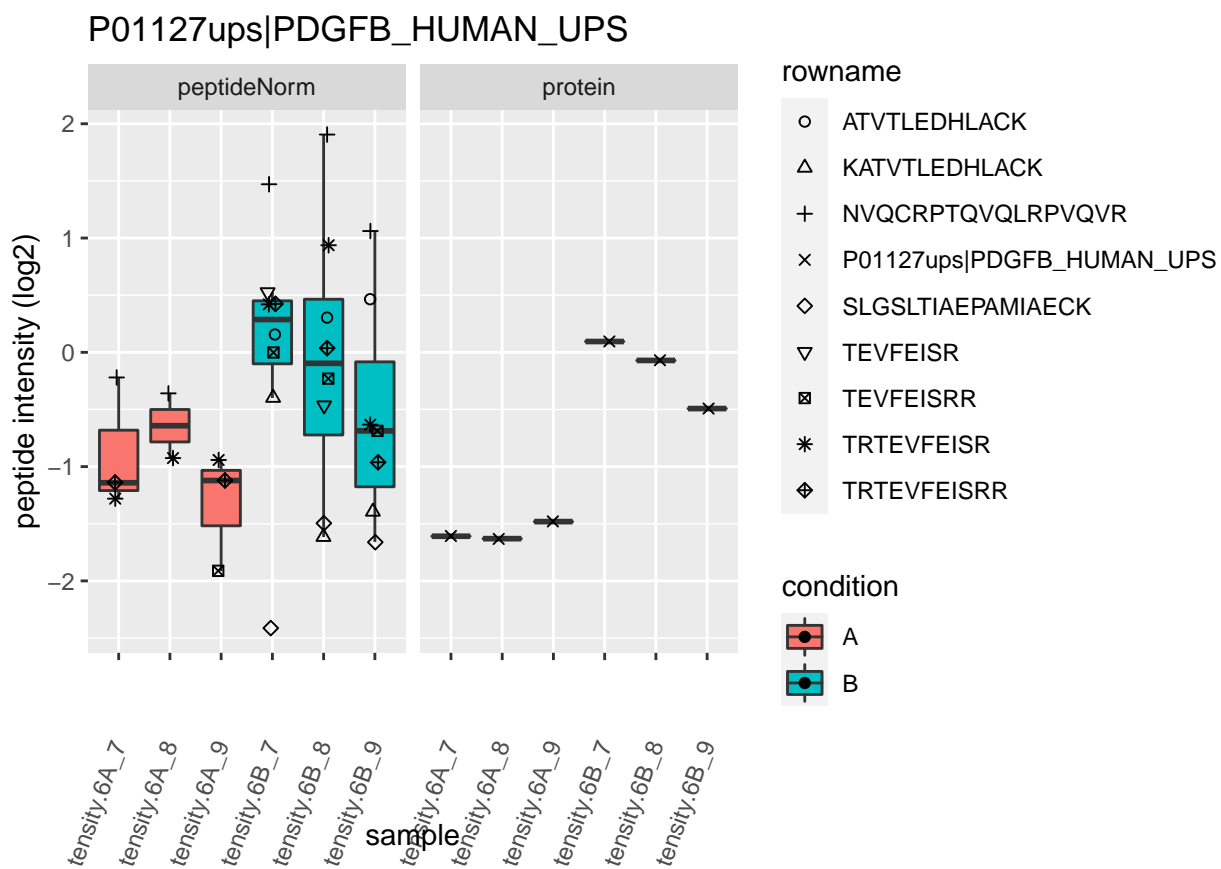 P01127ups|PDGFB_HUMAN_UPS
peptideNorm
protein
peptide intensity (log2)
2
1
0
−1
−2
tensity.6A_7
tensity.6A_8
tensity.6A_9
tensity.6B_7
tensity.6B_8
tensity.6B_9
tensity.6A_7
tensity.6A_8
tensity.6A_9
tensity.6B_7
tensity.6B_8
tensity.6B_9
sample
rowname
ATVTLEDHLACK
KATVTLEDHLACK
NVQCRPTQVQLRPVQVR
P01127ups|PDGFB_HUMAN_UPS
SLGSLTIAEPAMIAECK
TEVFEISR
TEVFEISRR
TRTEVFEISR
TRTEVFEISRR
condition
A
B